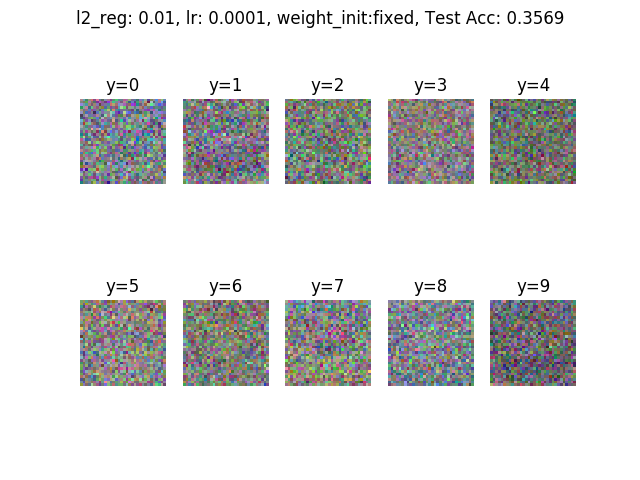 l2_reg: 0.01, lr: 0.0001, weight_init:fixed, Test Acc: 0.3569
y=0 y=1 y=2 y=3 y=4
y=5 y=6 y=7 y=8 y=9